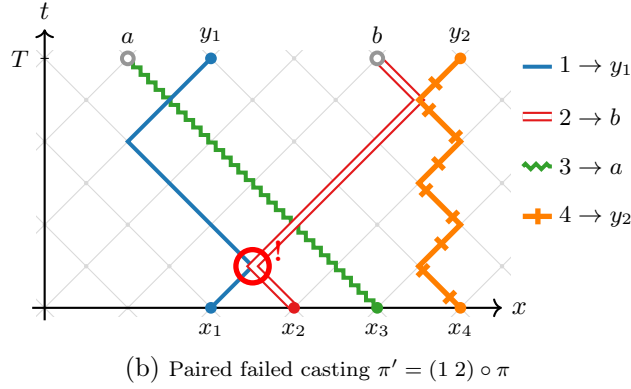 t
a y₁ b y₂
T
1 → y₁
2 → b
3 → a
4 → y₂
!
x
x₁ x₂ x₃ x₄
(b) Paired failed casting π′ = (1 2) ∘ π